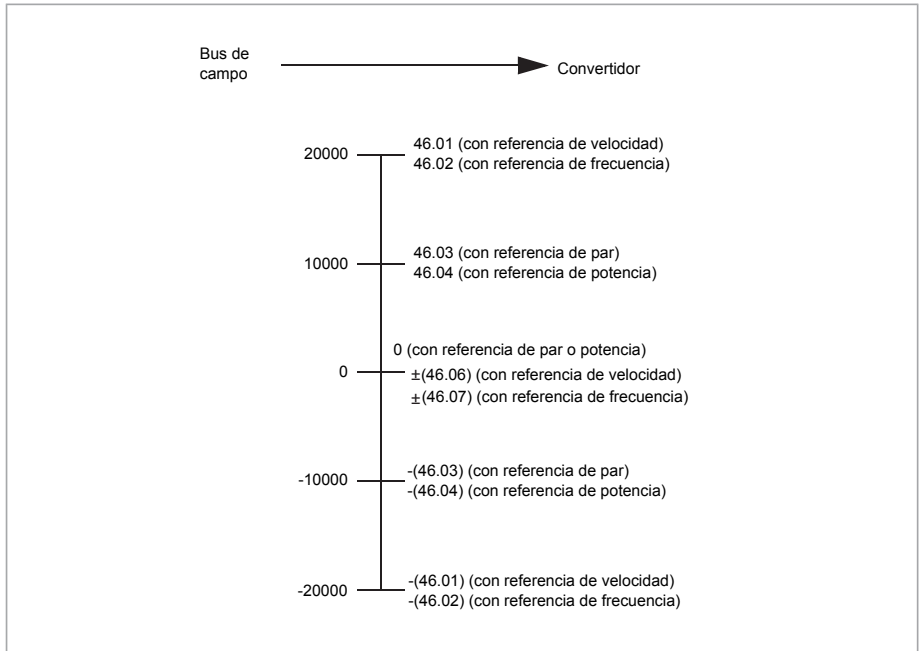 Bus de
campo
Convertidor
20000
46.01 (con referencia de velocidad)
46.02 (con referencia de frecuencia)
10000
46.03 (con referencia de par)
46.04 (con referencia de potencia)
0 (con referencia de par o potencia)
0
±(46.06) (con referencia de velocidad)
±(46.07) (con referencia de frecuencia)
-10000
-(46.03) (con referencia de par)
-(46.04) (con referencia de potencia)
-20000
-(46.01) (con referencia de velocidad)
-(46.02) (con referencia de frecuencia)